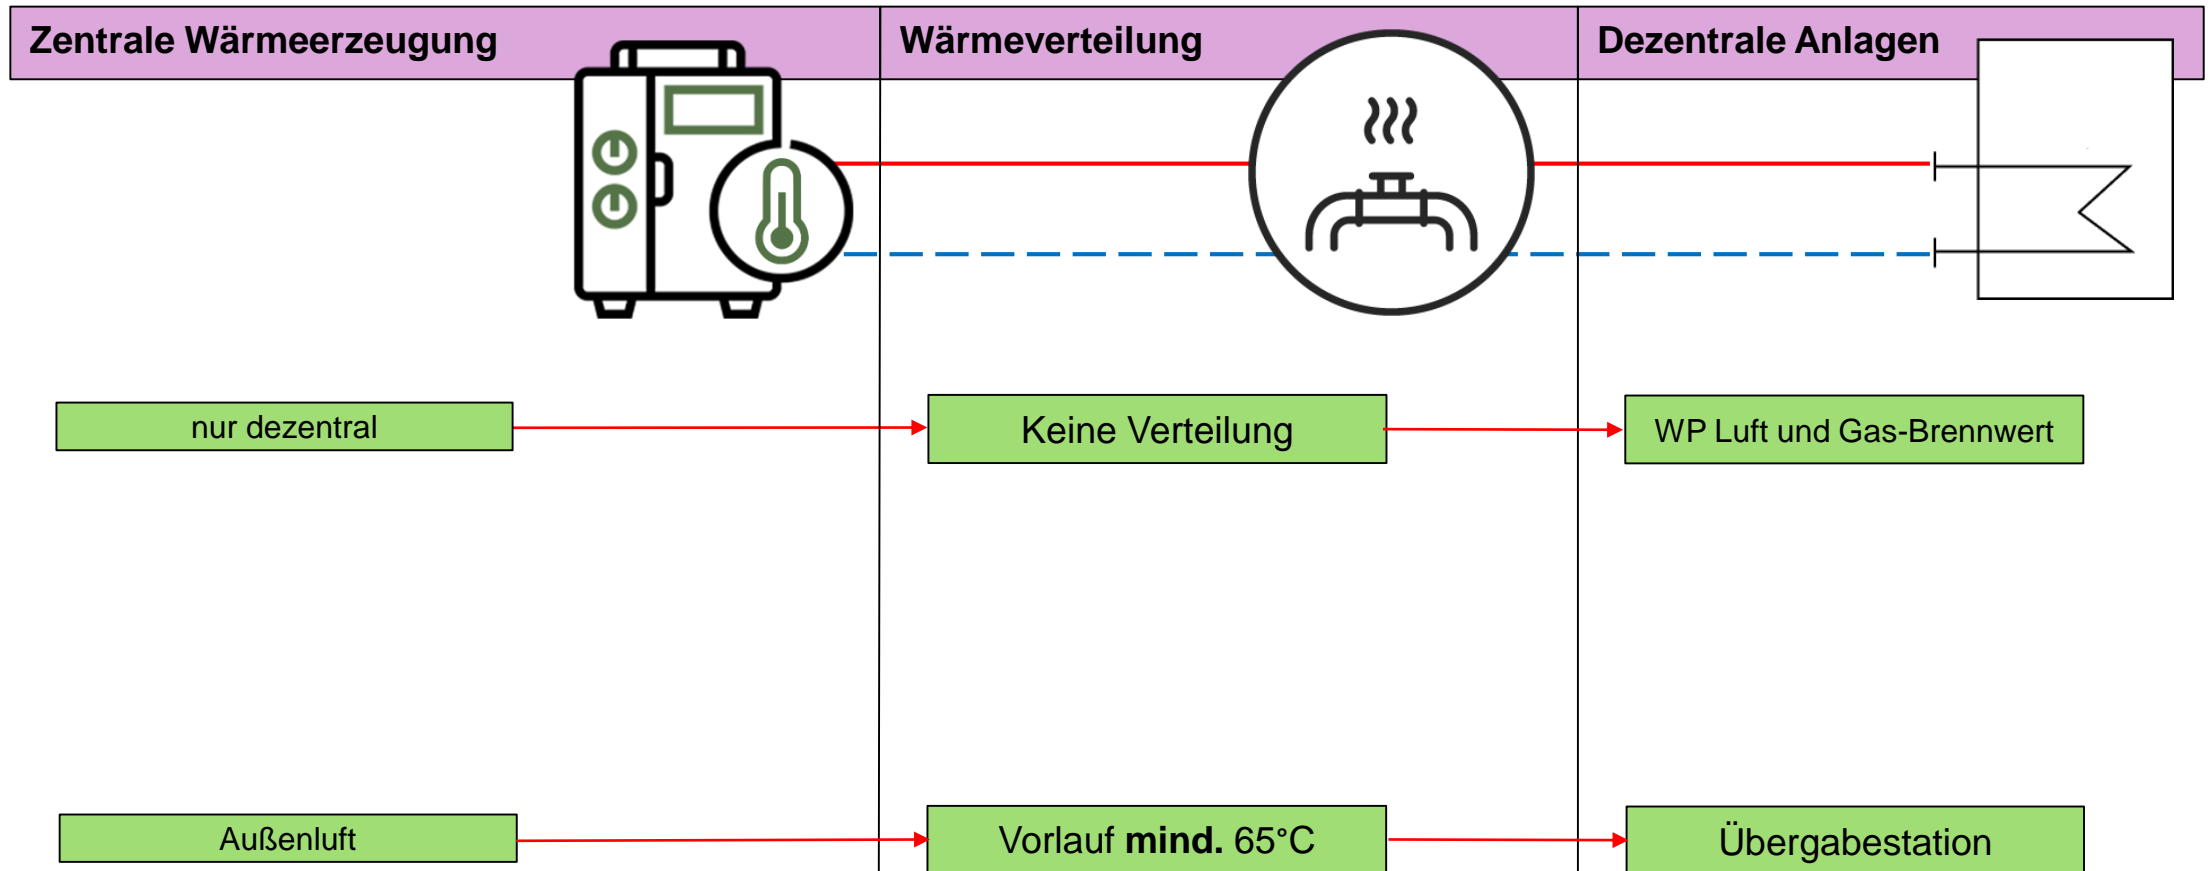 Zentrale Wärmeerzeugung
Wärmeverteilung
Dezentrale Anlagen
nur dezentral
Keine Verteilung
WP Luft und Gas-Brennwert
Außenluft
Vorlauf mind. 65°C
Übergabestation